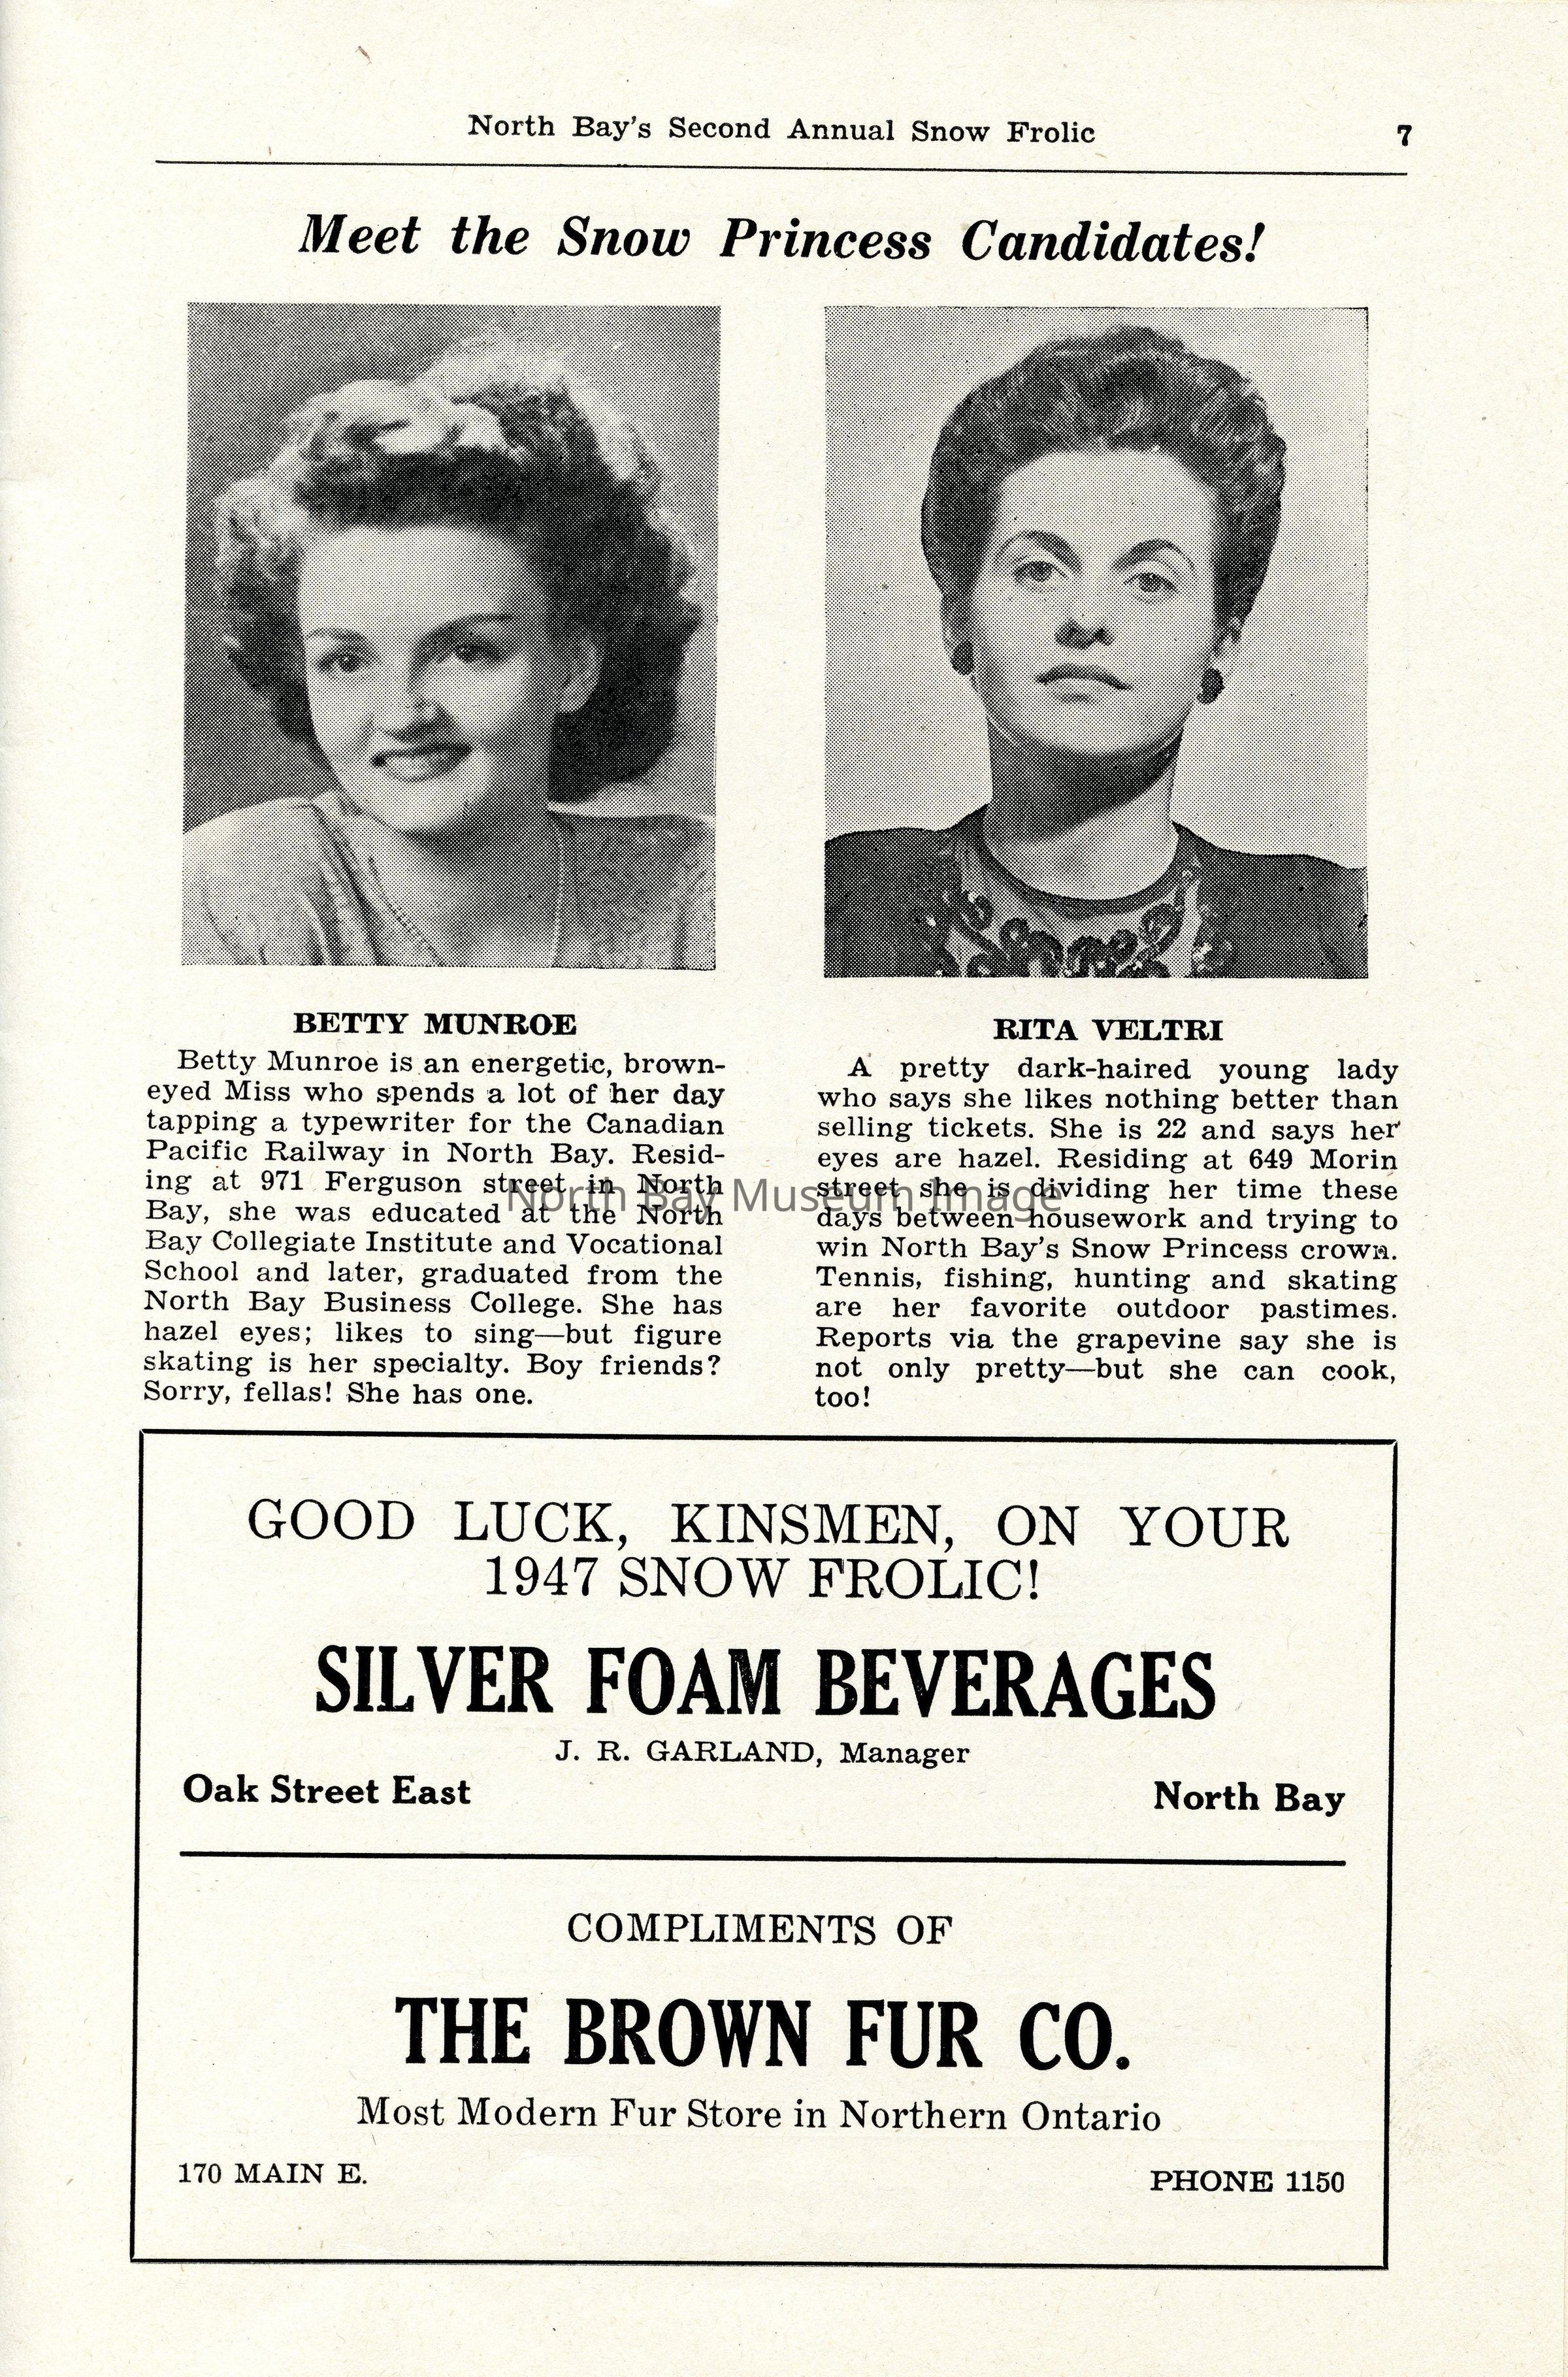 North Bay's Second Annual Snow Frolic
7
Meet the Snow Princess Candidates!
BETTY MUNROE
Betty Munroe is an energetic, brown-
eyed Miss who spends a lot of her day
tapping a typewriter for the Canadian
Pacific Railway in North Bay. Resid-
ing at 971 Ferguson street in North
Bay, she was educated at the North
Bay Collegiate Institute and Vocational
School and later, graduated from the
North Bay Business College. She has
hazel eyes; likes to sing—but figure
skating is her specialty. Boy friends?
Sorry, fellas! She has one.
RITA VELTRI
A pretty dark-haired young lady
who says she likes nothing better than
selling tickets. She is 22 and says her
eyes are hazel. Residing at 649 Morin
street she is dividing her time these
days between housework and trying to
win North Bay's Snow Princess crown.
Tennis, fishing, hunting and skating
are her favorite outdoor pastimes.
Reports via the grapevine say she is
not only pretty—but she can cook,
too!
North Bay Museum Image
GOOD LUCK, KINSMEN, ON YOUR
1947 SNOW FROLIC!
SILVER FOAM BEVERAGES
J. R. GARLAND, Manager
Oak Street East
North Bay
COMPLIMENTS OF
THE BROWN FUR CO.
Most Modern Fur Store in Northern Ontario
170 MAIN E.
PHONE 1150